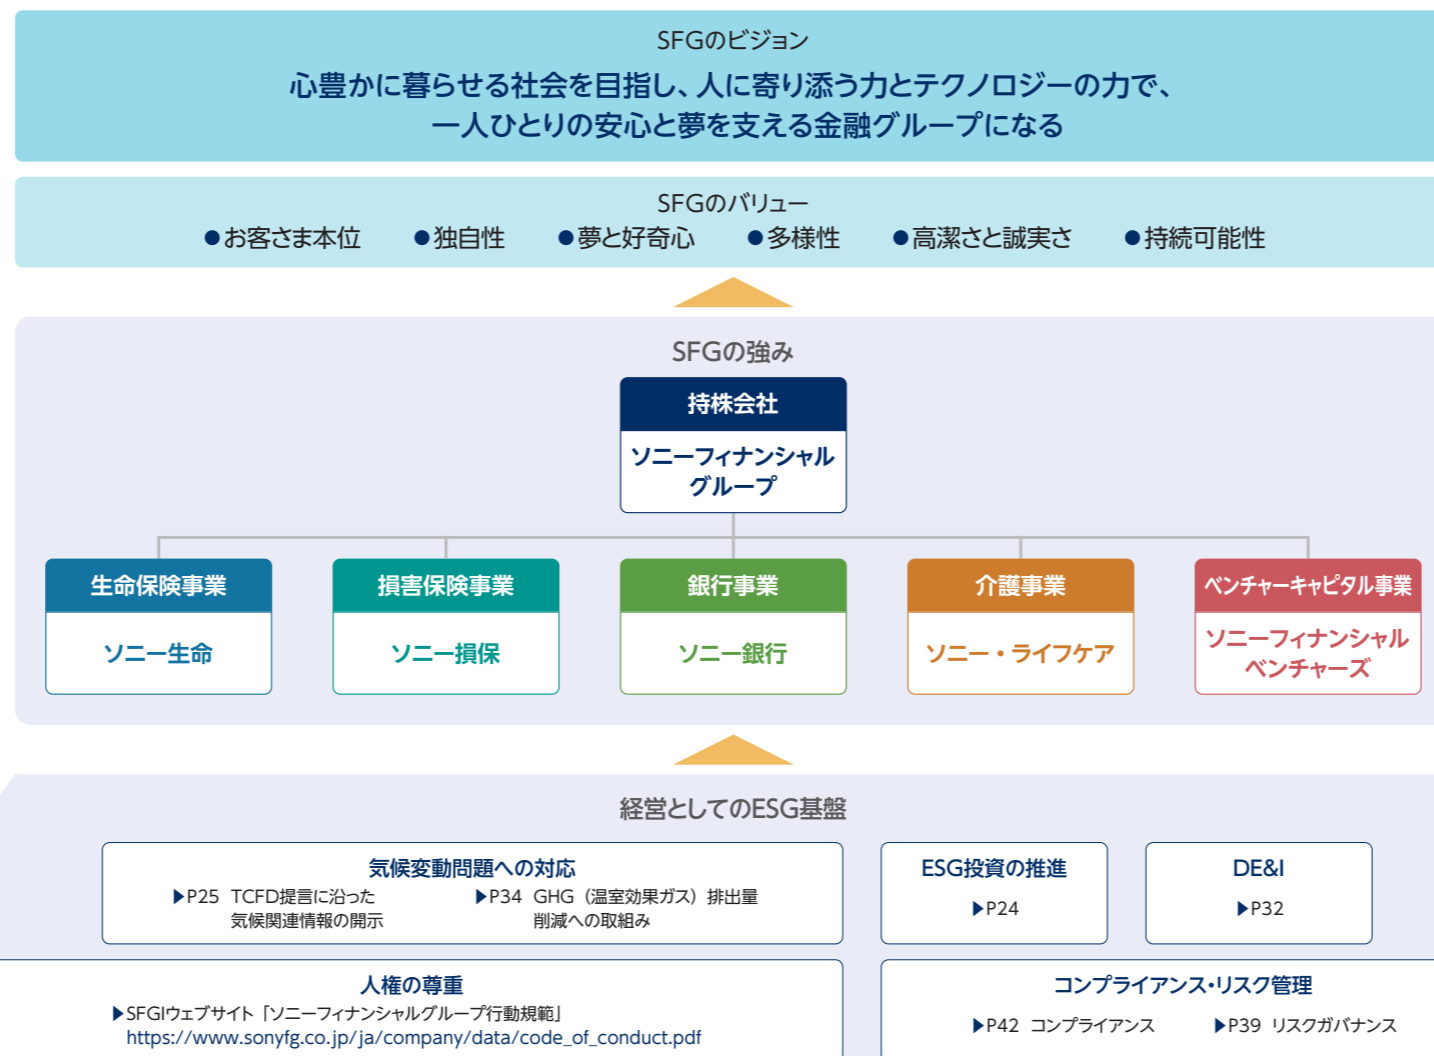 SFGのビジョン
心豊かに暮らせる社会を目指し、人に寄り添う力とテクノロジーの力で、
一人ひとりの安心と夢を支える金融グループになる
SFGのバリュー
●お客さま本位 ●独自性 ●夢と好奇心 ●多様性 ●高潔さと誠実さ ●持続可能性
SFGの強み
持株会社
ソニーフィナンシャル
グループ
生命保険事業
ソニー生命
損害保険事業
ソニー損保
銀行事業
ソニー銀行
介護事業
ソニー・ライフケア
ベンチャーキャピタル事業
ソニーフィナンシャル
ベンチャーズ
経営としてのESG基盤
気候変動問題への対応
▶P25 TCFD提言に沿った
気候関連情報の開示
▶P34 GHG（温室効果ガス）排出量
削減への取組み
ESG投資の推進
▶P24
DE&I
▶P32
人権の尊重
▶SFGIウェブサイト「ソニーフィナンシャルグループ行動規範」
https://www.sonyfg.co.jp/ja/company/data/code_of_conduct.pdf
コンプライアンス・リスク管理
▶P42 コンプライアンス ▶P39 リスクガバナンス